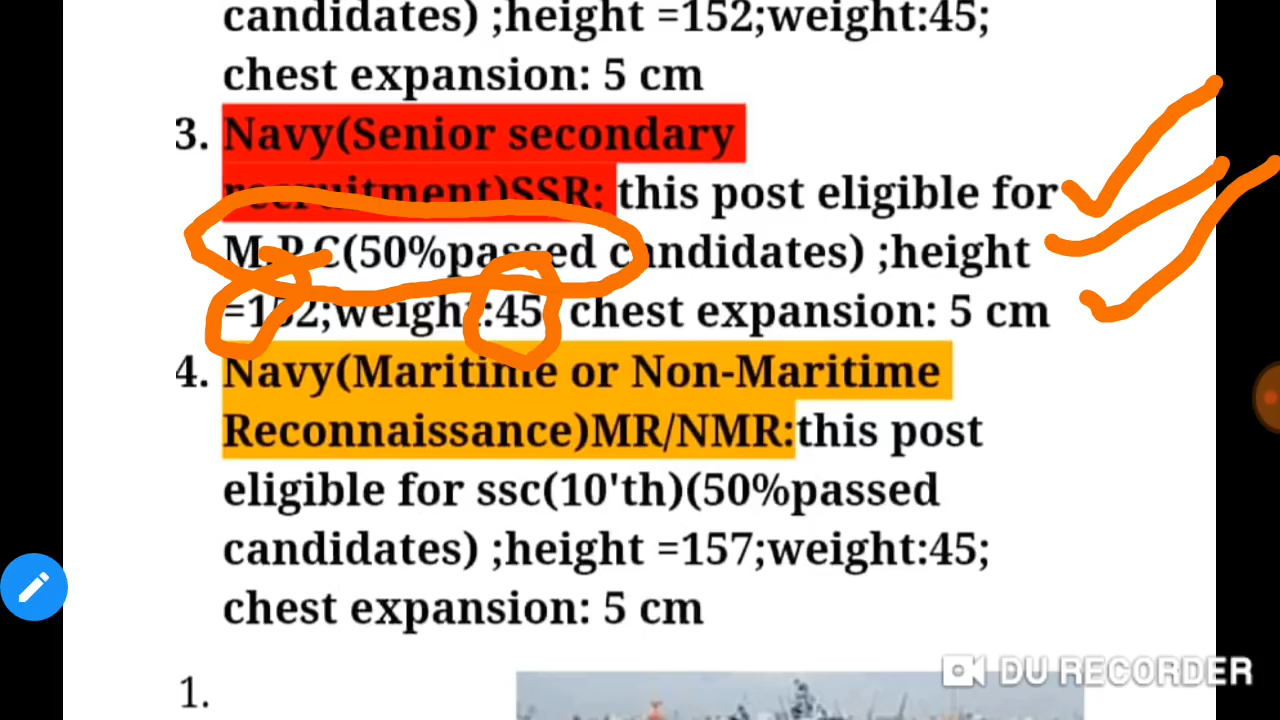 candidates) ;height =152;weight:45;
chest expansion: 5 cm
3. Navy(Senior secondary
recruitment)SSR: this post eligible for
M.P.C(50%passed candidates) ;height
=152;weight:45; chest expansion: 5 cm
4. Navy(Maritime or Non-Maritime
Reconnaissance)MR/NMR:this post
eligible for ssc(10'th)(50%passed
candidates) ;height =157;weight:45;
chest expansion: 5 cm
1.
DU RECORDER